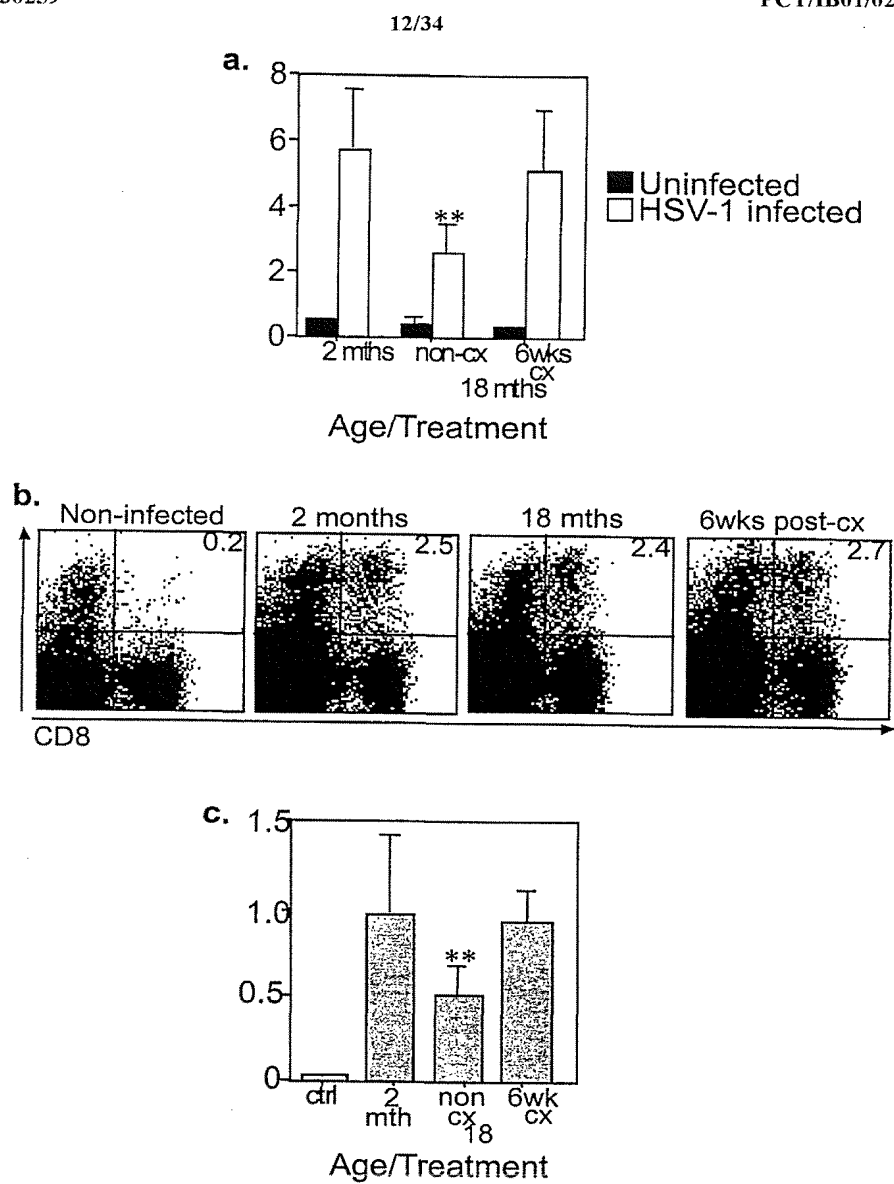 12/34
a.
8
6
4
2
0
**
Uninfected
HSV-1 infected
2 mths non-cx 6wks
cx
18 mths
Age/Treatment
b.
Non-infected 2 months 18 mths 6wks post-cx
0.2 2.5 2.4 2.7
CD8
c.
1.5
1.0
0.5
0
**
ctrl 2 non 6wk
mth cx cx
18
Age/Treatment